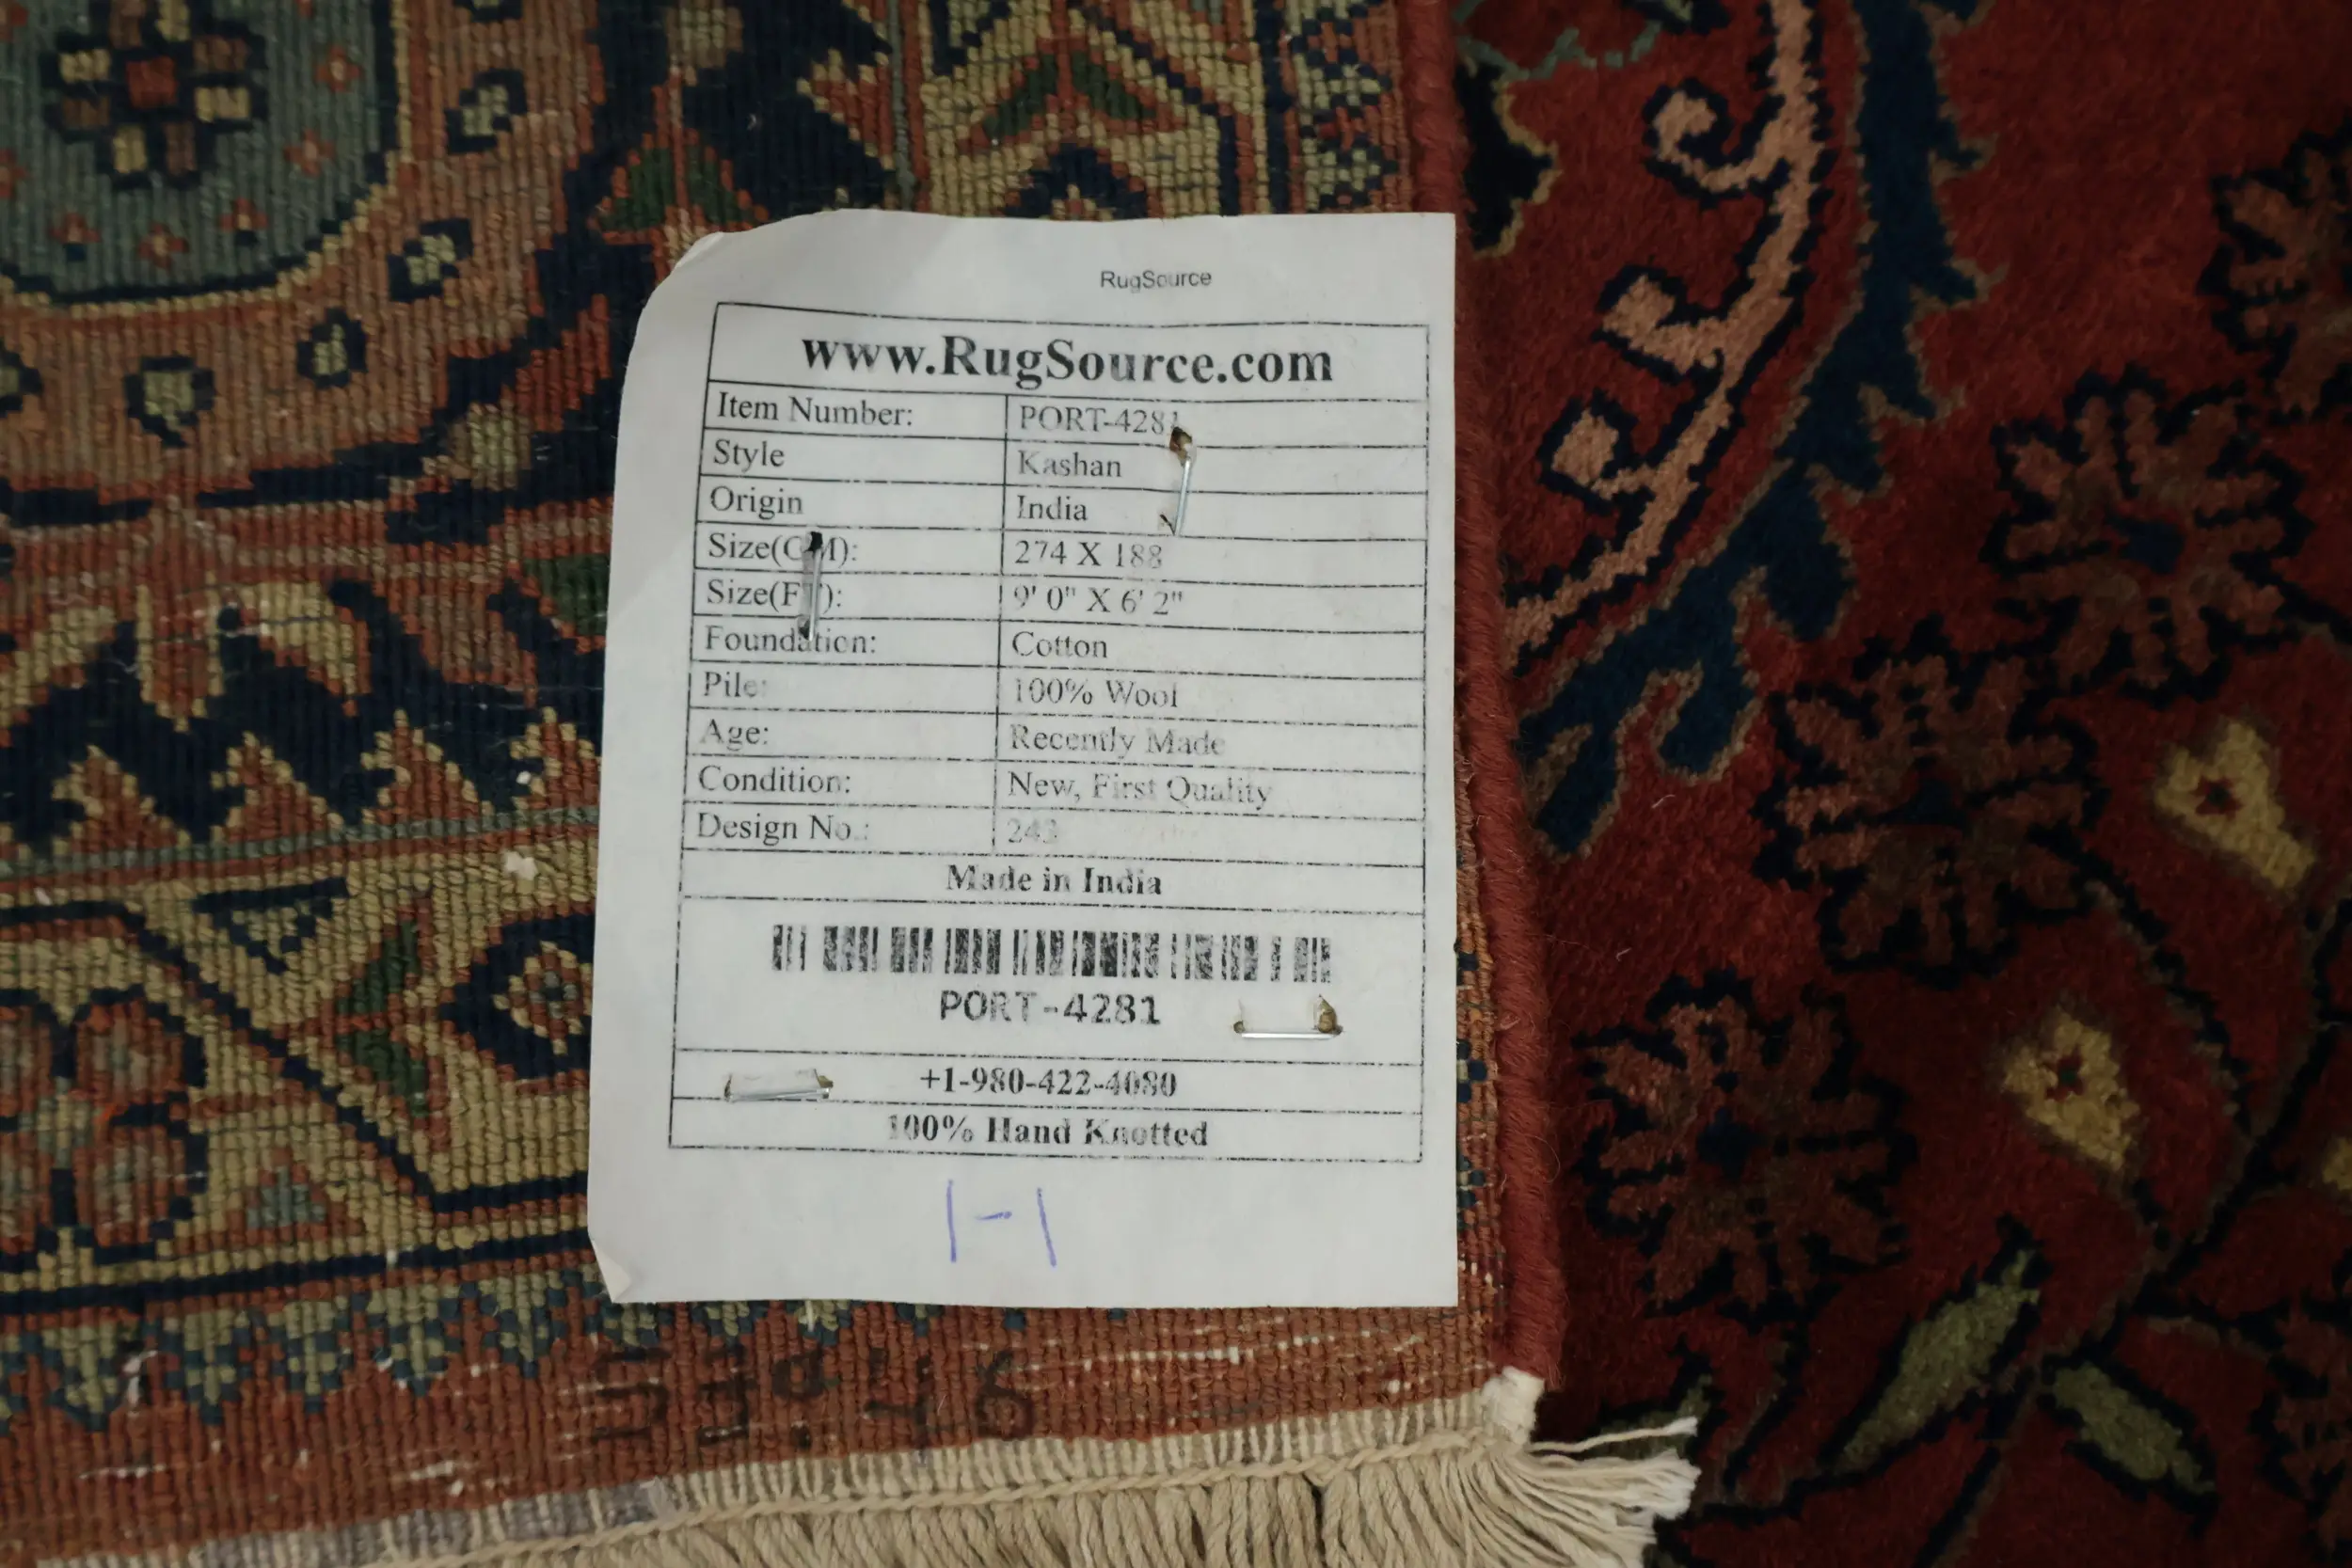 RugSource
www.RugSource.com
Item Number: PORT-4281
Style Kashan
Origin India
Size(CM): 274 X 188
Size(FT): 9' 0" X 6' 2"
Foundation: Cotton
Pile: 100% Wool
Age: Recently Made
Condition: New, First Quality
Design No.: 243
Made in India
PORT-4281
+1-980-422-4080
100% Hand Knotted
1-1